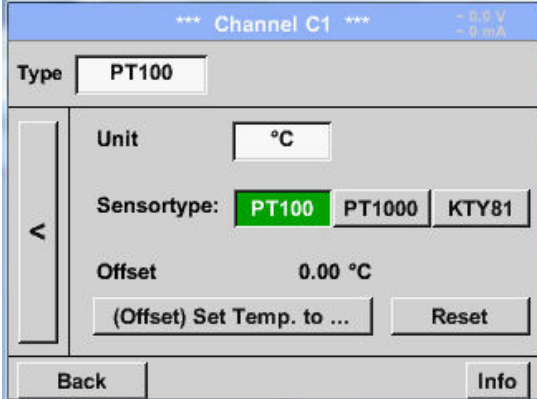 *** Channel C1 ***
~ 0.0 V
~ 0 mA
Type PT100
Unit °C
Sensortype: PT100 PT1000 KTY81
<
Offset 0.00 °C
(Offset) Set Temp. to ... Reset
Back Info